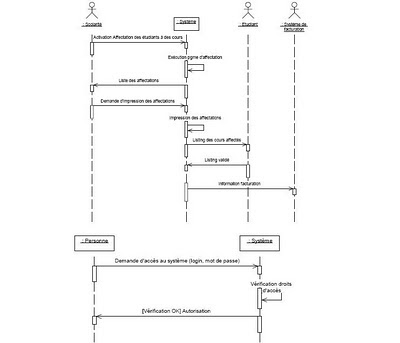 : Scolarité
: Système
: Etudiant
: Système de
facturation
Activation Affectation des étudiants à des cours
Exécution pgme d'affectation
Liste des affectations
Demande d'impression des affectations
Impression des affectations
Listing des cours affectés
Listing validé
Information facturation
: Personne
: Système
Demande d'accès au système (login, mot de passe)
Vérification droits
d'accès
[Vérification OK] Autorisation